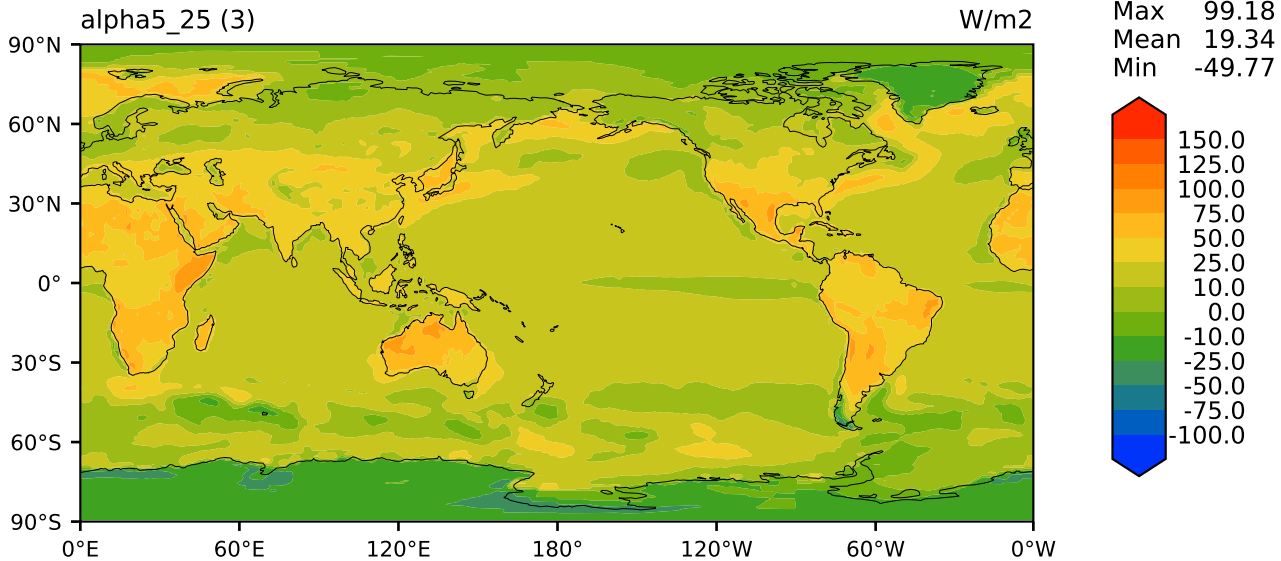 alpha5_25 (3)
W/m2
Max 99.18
Mean 19.34
Min -49.77
90°N
60°N
30°N
0°
30°S
60°S
90°S
0°E
60°E
120°E
180°
120°W
60°W
0°W
150.0
125.0
100.0
75.0
50.0
25.0
10.0
0.0
-10.0
-25.0
-50.0
-75.0
-100.0